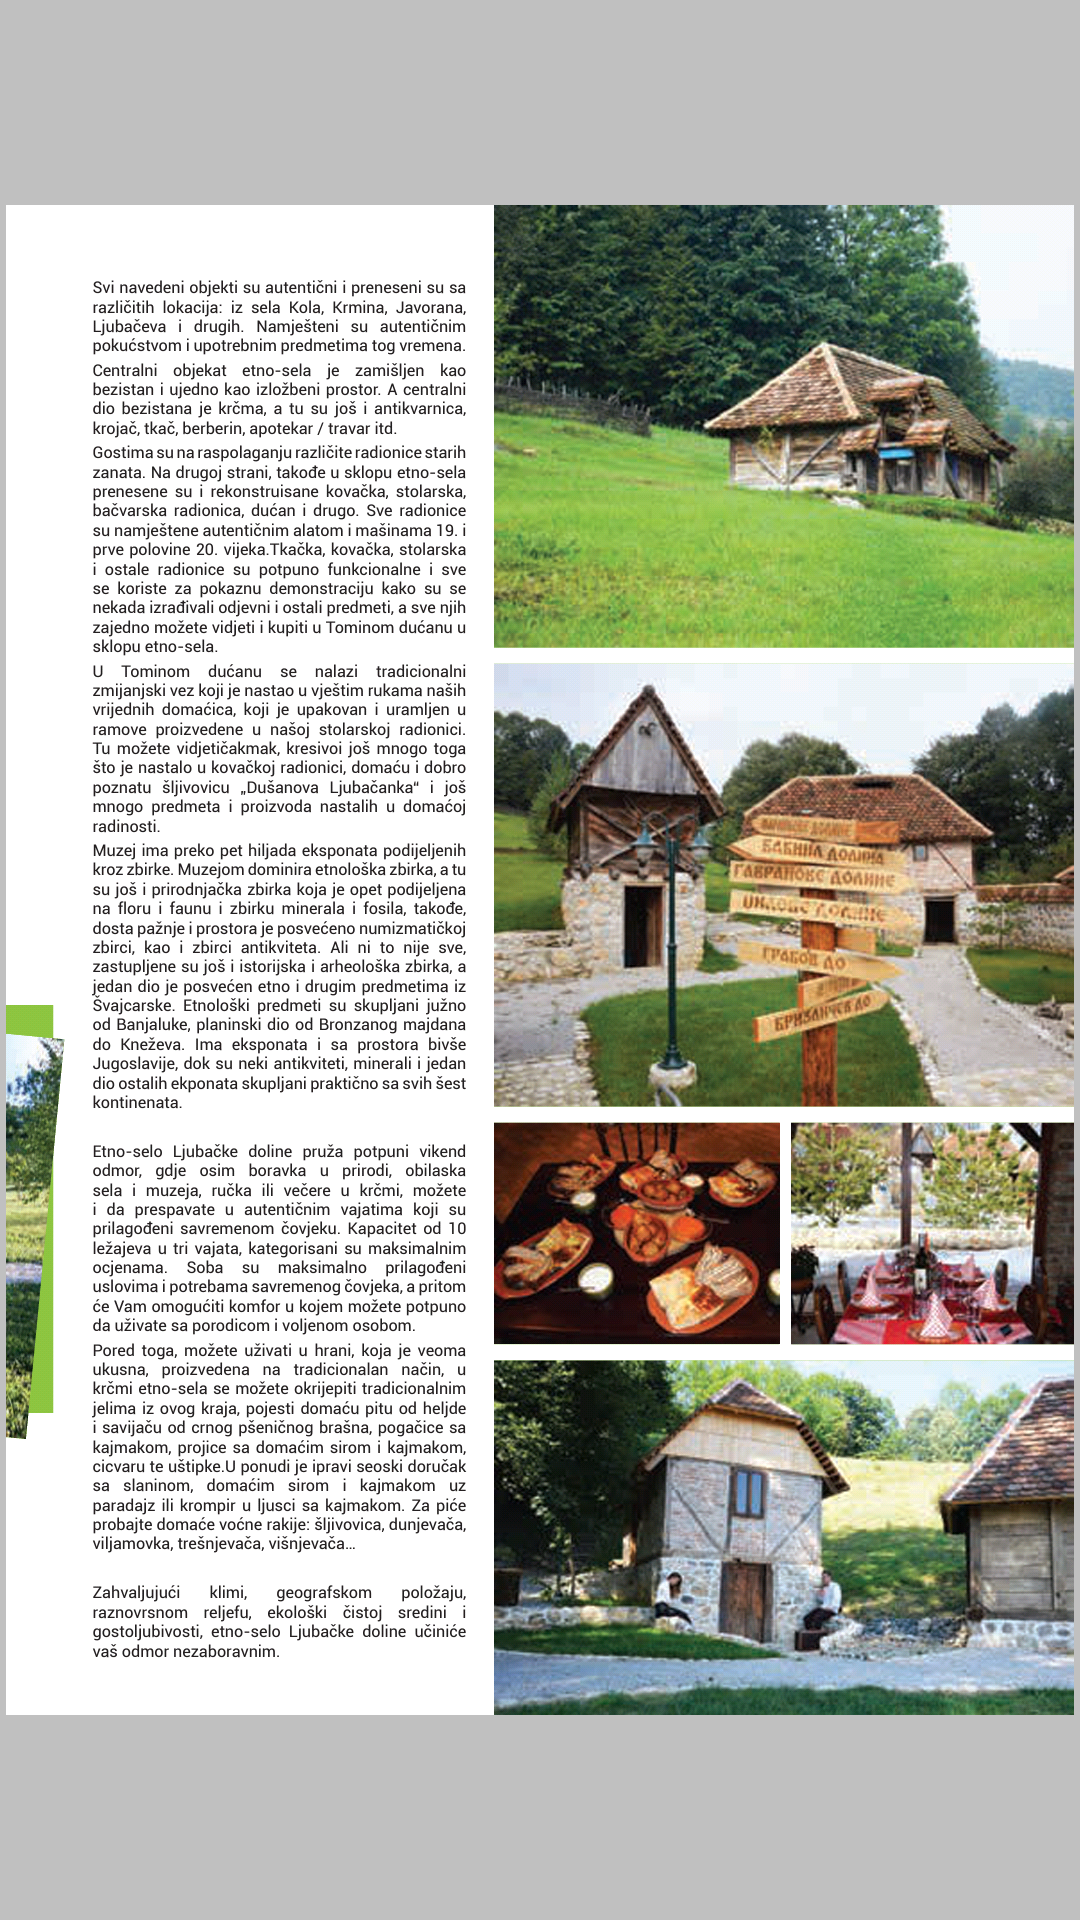 Svi navedeni objekti su autentični i preneseni su sa
različitih lokacija: iz sela Kola, Krmina, Javorana,
Ljubačeva i drugih. Namješteni su autentičnim
pokućstvom i upotrebnim predmetima tog vremena.
Centralni objekat etno-sela je zamišljen kao
bezistan i ujedno kao izložbeni prostor. A centralni
dio bezistana je krčma, a tu su još i antikvarnica,
krojač, tkač, berberin, apotekar / travar itd.
Gostima su na raspolaganju različite radionice starih
zanata. Na drugoj strani, takođe u sklopu etno-sela
prenesene su i rekonstruisane kovačka, stolarska,
bačvarska radionica, dućan i drugo. Sve radionice
su namještene autentičnim alatom i mašinama 19. i
prve polovine 20. vijeka.Tkačka, kovačka, stolarska
i ostale radionice su potpuno funkcionalne i sve
se koriste za pokaznu demonstraciju kako su se
nekada izrađivali odjevni i ostali predmeti, a sve njih
zajedno možete vidjeti i kupiti u Tominom dućanu u
sklopu etno-sela.
U Tominom dućanu se nalazi tradicionalni
zmijanjski vez koji je nastao u vještim rukama naših
vrijednih domaćica, koji je upakovan i uramljen u
ramove proizvedene u našoj stolarskoj radionici.
Tu možete vidjetičakmak, kresivoi još mnogo toga
što je nastalo u kovačkoj radionici, domaću i dobro
poznatu šljivovicu „Dušanova Ljubačanka“ i još
mnogo predmeta i proizvoda nastalih u domaćoj
radinosti.
Muzej ima preko pet hiljada eksponata podijeljenih
kroz zbirke. Muzejom dominira etnološka zbirka, a tu
su još i prirodnjačka zbirka koja je opet podijeljena
na floru i faunu i zbirku minerala i fosila, takođe,
dosta pažnje i prostora je posvećeno numizmatičkoj
zbirci, kao i zbirci antikviteta. Ali ni to nije sve,
zastupljene su još i istorijska i arheološka zbirka, a
jedan dio je posvećen etno i drugim predmetima iz
Švajcarske. Etnološki predmeti su skupljani južno
od Banjaluke, planinski dio od Bronzanog majdana
do Kneževa. Ima eksponata i sa prostora bivše
Jugoslavije, dok su neki antikviteti, minerali i jedan
dio ostalih ekponata skupljani praktično sa svih šest
kontinenata.
Etno-selo Ljubačke doline pruža potpuni vikend
odmor, gdje osim boravka u prirodi, obilaska
sela i muzeja, ručka ili večere u krčmi, možete
i da prespavate u autentičnim vajatima koji su
prilagođeni savremenom čovjeku. Kapacitet od 10
ležajeva u tri vajata, kategorisani su maksimalnim
ocjenama. Soba su maksimalno prilagođeni
uslovima i potrebama savremenog čovjeka, a pritom
će Vam omogućiti komfor u kojem možete potpuno
da uživate sa porodicom i voljenom osobom.
Pored toga, možete uživati u hrani, koja je veoma
ukusna, proizvedena na tradicionalan način, u
krčmi etno-sela se možete okrijepiti tradicionalnim
jelima iz ovog kraja, pojesti domaću pitu od heljde
i savijaču od crnog pšeničnog brašna, pogačice sa
kajmakom, projice sa domaćim sirom i kajmakom,
cicvaru te uštipke.U ponudi je ipravi seoski doručak
sa slaninom, domaćim sirom i kajmakom uz
paradajz ili krompir u ljusci sa kajmakom. Za piće
probajte domaće voćne rakije: šljivovica, dunjevača,
viljamovka, trešnjevača, višnjevača...
Zahvaljujući klimi, geografskom položaju,
raznovrsnom reljefu, ekološki čistoj sredini i
gostoljubivosti, etno-selo Ljubačke doline učiniće
vaš odmor nezaboravnim.
БАБИЋА ДОЛИНА
ГАВРАНОВЕ ДОЛИНЕ
ДОЛИНЕ
ГРАБОВ ДО
ДО